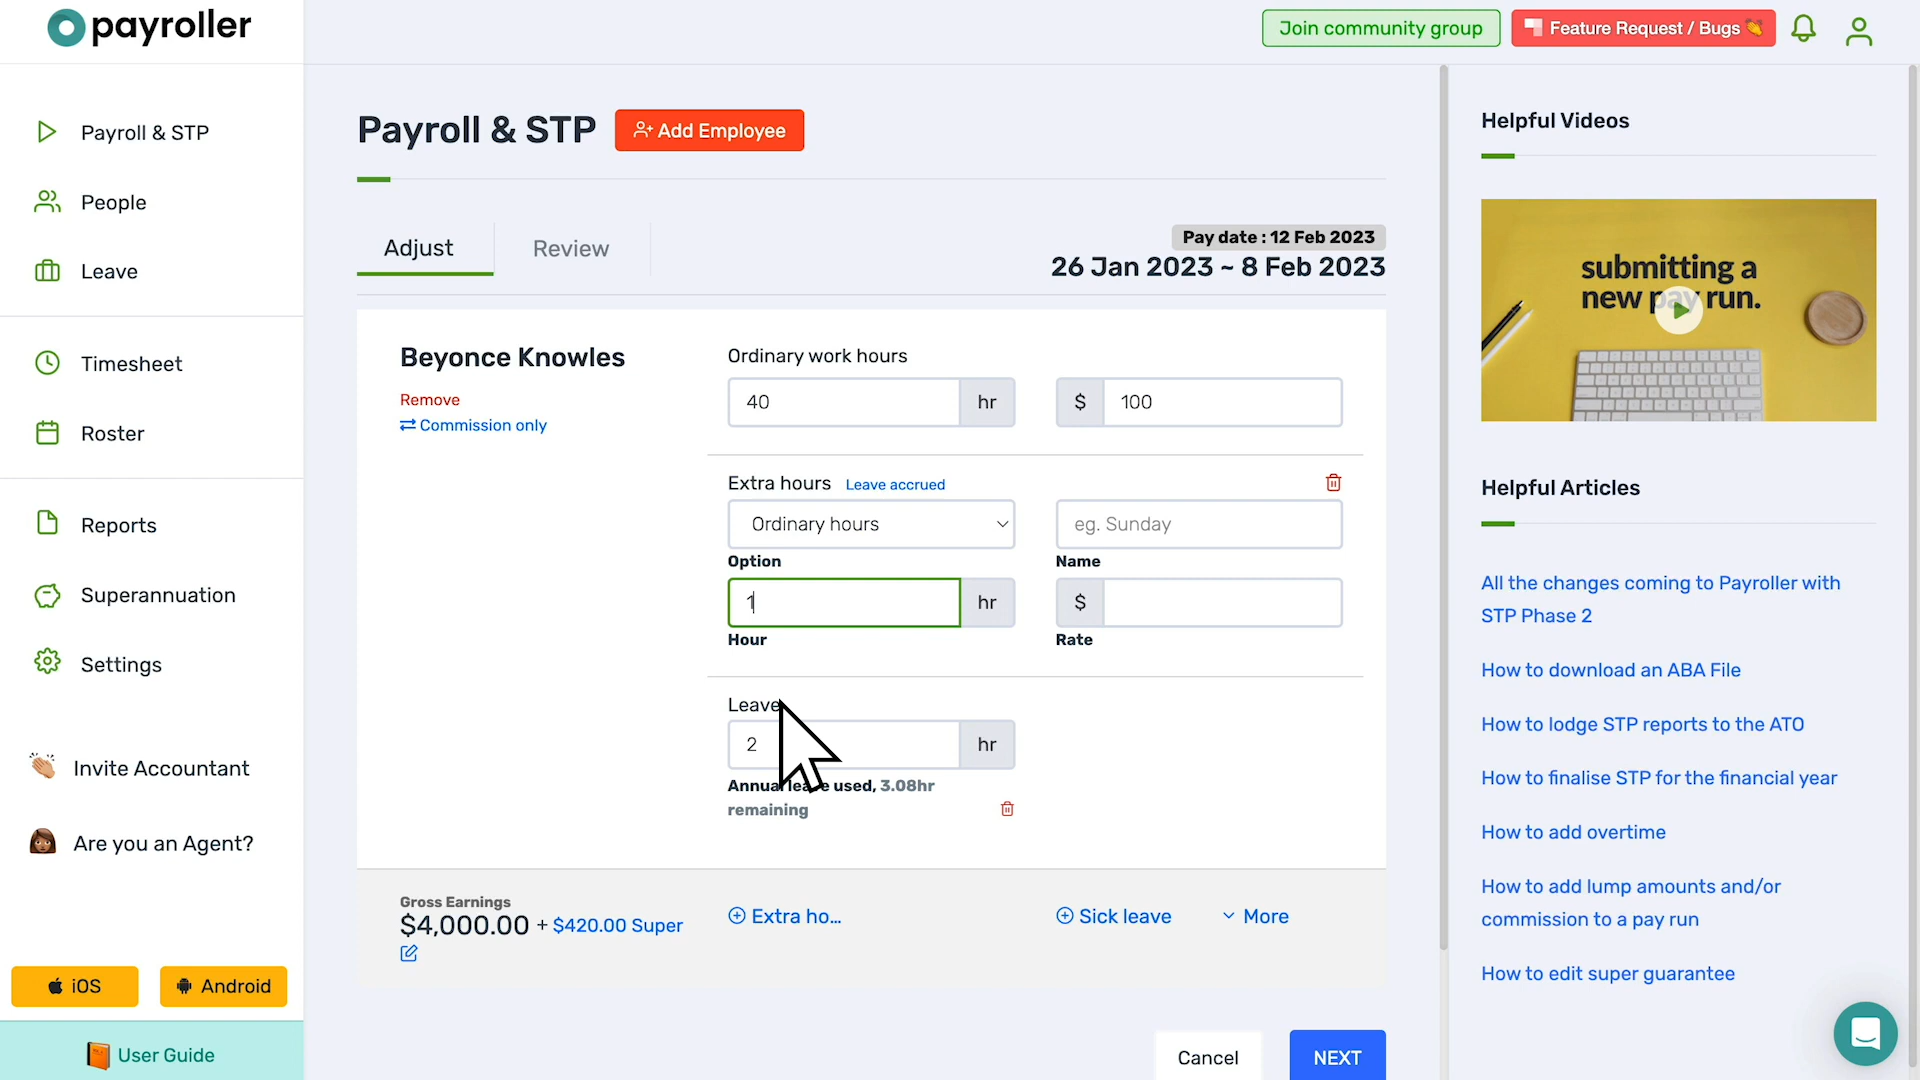 payroller
Join community group
Feature Request / Bugs
Payroll & STP
People
Leave
Timesheet
Roster
Reports
Superannuation
Settings
Invite Accountant
Are you an Agent?
iOS
Android
User Guide
Payroll & STP
Add Employee
Adjust
Review
Pay date : 12 Feb 2023
26 Jan 2023 ~ 8 Feb 2023
Beyonce Knowles
Remove
Commission only
Ordinary work hours
40 hr
$ 100
Extra hours Leave accrued
Ordinary hours
eg. Sunday
Option
Name
1 hr
$
Hour
Rate
Leave
2 hr
Annual leave used, 3.08hr
remaining
Gross Earnings
$4,000.00 + $420.00 Super
Extra ho...
Sick leave
More
Cancel
NEXT
Helpful Videos
submitting a
new pay run.
Helpful Articles
All the changes coming to Payroller with
STP Phase 2
How to download an ABA File
How to lodge STP reports to the ATO
How to finalise STP for the financial year
How to add overtime
How to add lump amounts and/or
commission to a pay run
How to edit super guarantee